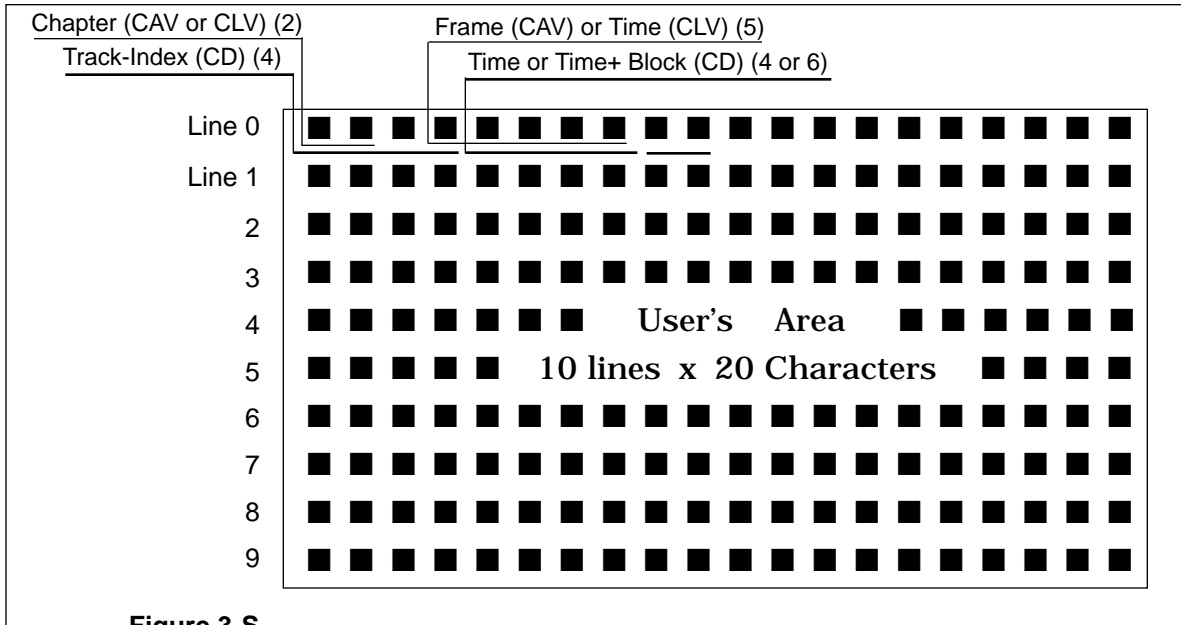 Chapter (CAV or CLV) (2) Frame (CAV) or Time (CLV) (5)
Track-Index (CD) (4) Time or Time+ Block (CD) (4 or 6)
Line 0
Line 1
2
3
4 User's Area
5 10 lines x 20 Characters
6
7
8
9
Figure 3-S